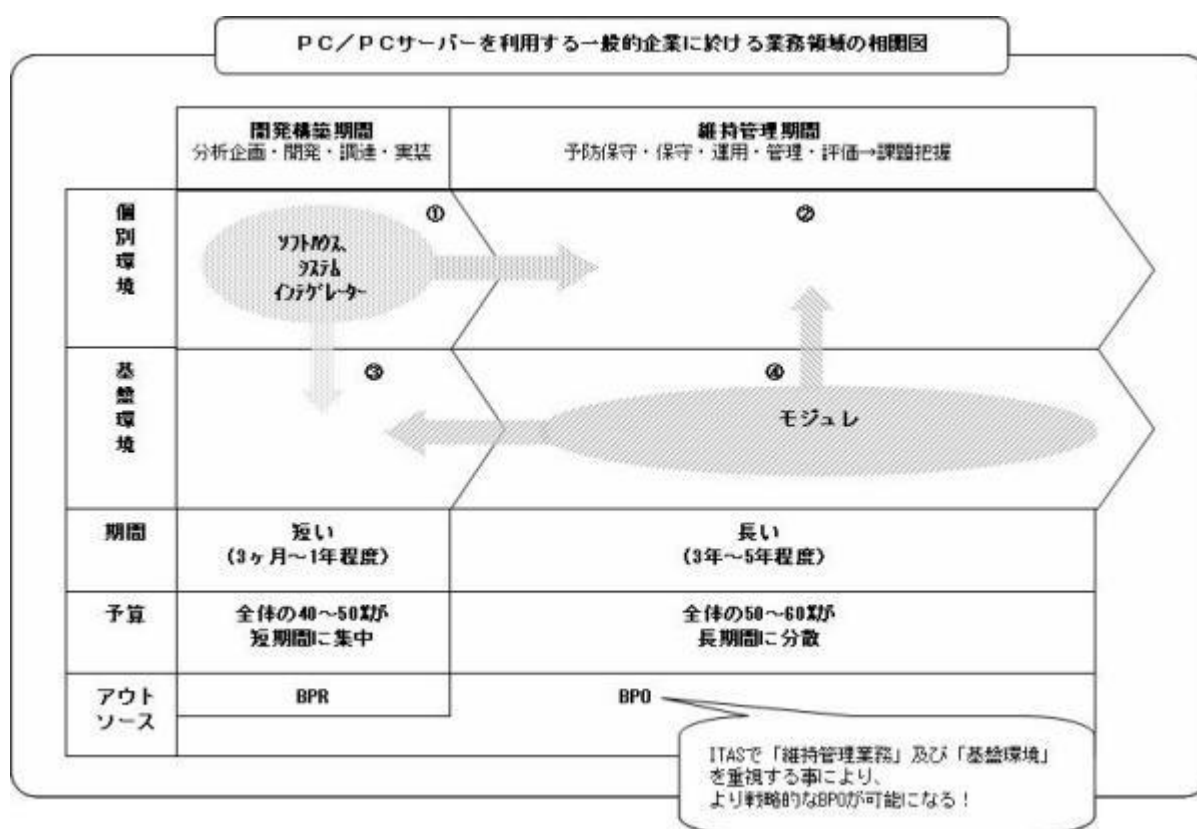 PC/PCサーバーを利用する一般的企業に於ける業務領域の相関図
開発構築期間
分析企画・開発・調達・実装
維持管理期間
予防保守・保守・運用・管理・評価→課題把握
個別環境
①
ソフトハウス、
システム
インテグレーター
②
基盤環境
③
④
モジュレ
期間
短い
(3ヶ月~1年程度)
長い
(3年~5年程度)
予算
全体の40~50%が
短期間に集中
全体の50~60%が
長期間に分散
アウト
ソース
BPR
BPO
ITASで「維持管理業務」及び「基盤環境」
を重視する事により、
より戦略的なBPOが可能になる!